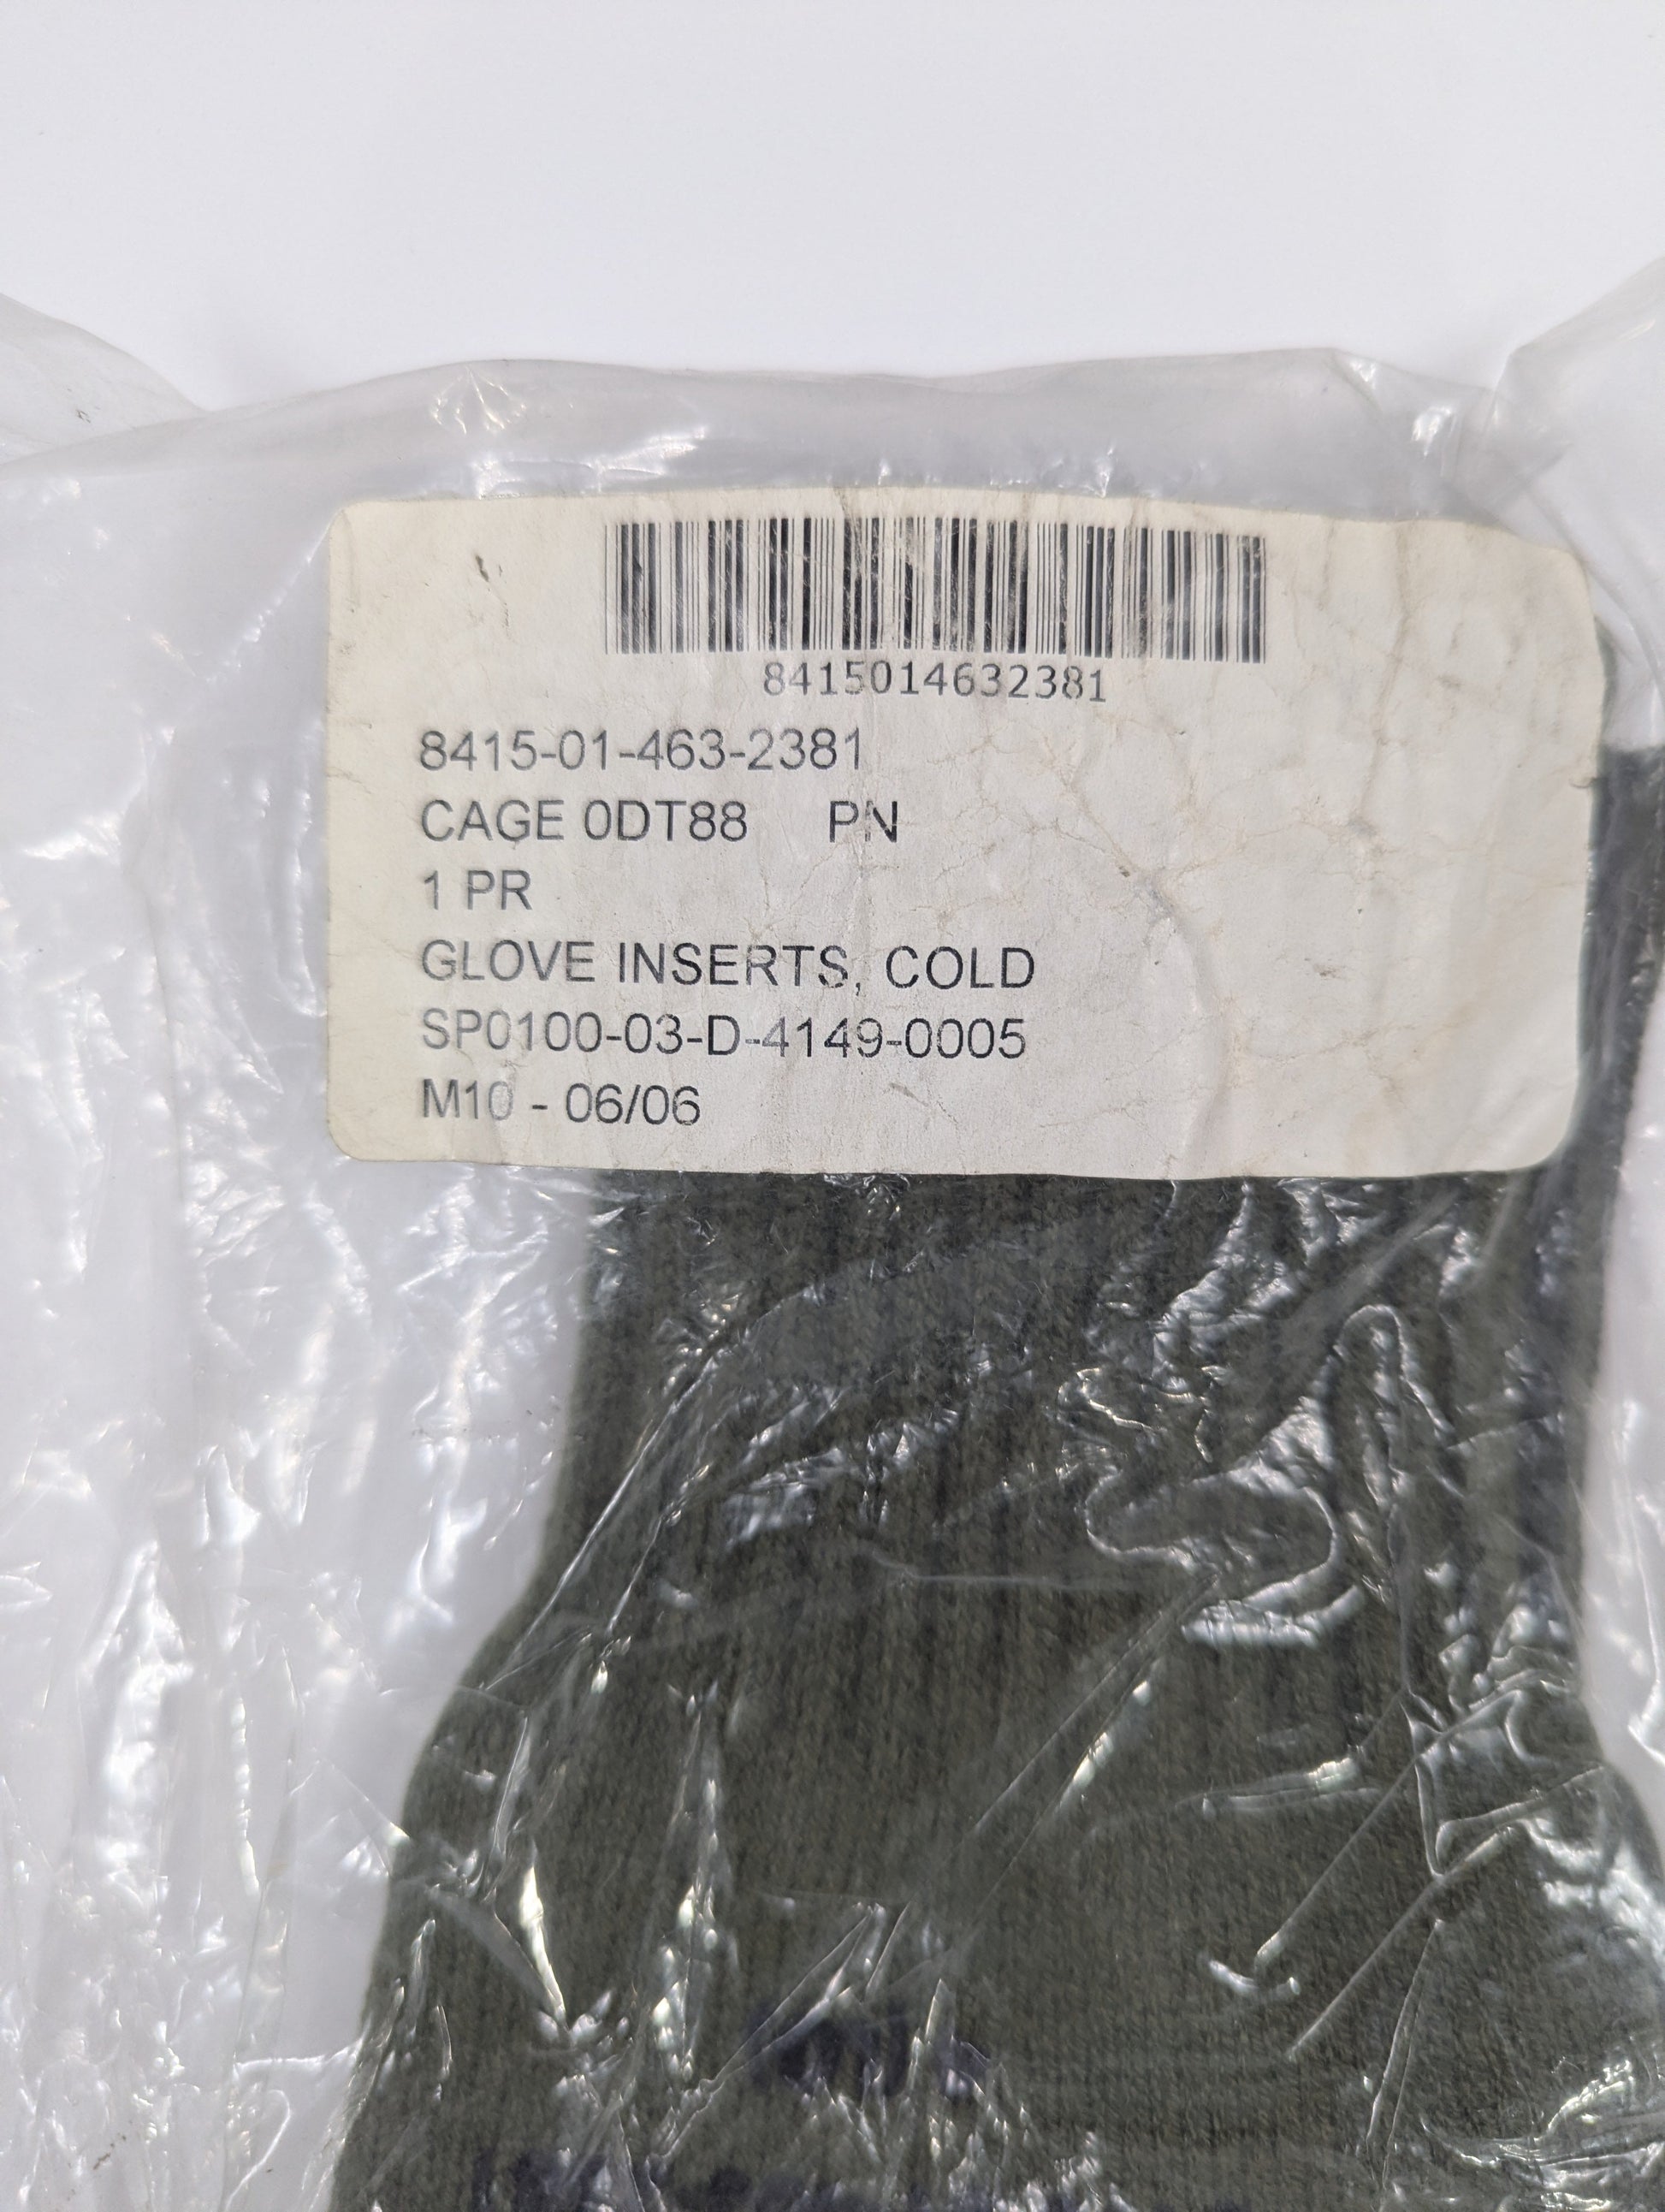 8415014632381
8415-01-463-2381
CAGE 0DT88 PN
1 PR
GLOVE INSERTS, COLD
SP0100-03-D-4149-0005
M10 - 06/06